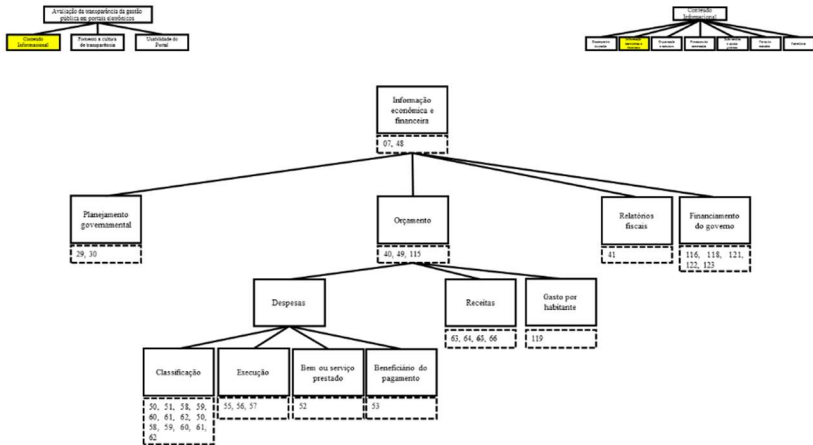 Avaliação da transparência da gestão
pública em portais eletrônicos
Conteúdo
Informacional
Fomento a cultura
de transparência
Usabilidade do
Portal
Conteúdo
Informacional
Informação
econômica e
financeira
07, 48
Planejamento
governamental
29, 30
Orçamento
40, 49, 115
Relatórios
fiscais
41
Financiamento
do governo
116, 118, 121,
122, 123
Despesas
Receitas
63, 64, 65, 66
Gasto por
habitante
119
Classificação
50, 51, 58, 59,
60, 61, 62, 50,
58, 59, 60, 61,
62
Execução
55, 56, 57
Bem ou serviço
prestado
52
Beneficiário do
pagamento
53